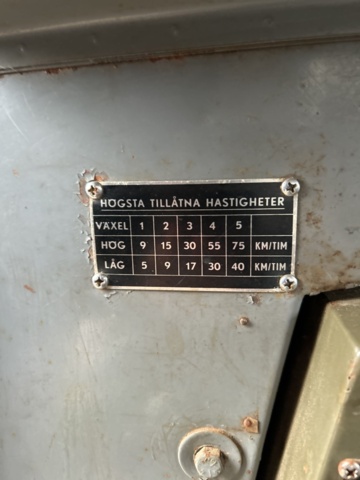 HÖGSTA TILLÅTNA HASTIGHETER
VÄXEL 1 2 3 4 5
HÖG 9 15 30 55 75 KM/TIM
LÅG 5 9 17 30 40 KM/TIM